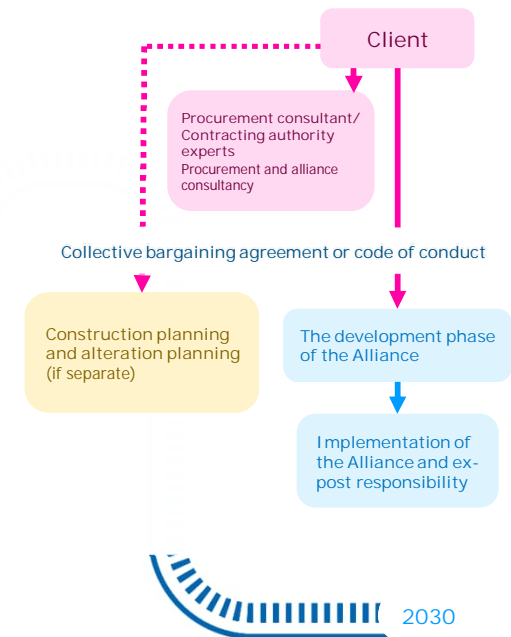 Client
Procurement consultant/
Contracting authority
experts
Procurement and alliance
consultancy
Collective bargaining agreement or code of conduct
Construction planning
and alteration planning
(if separate)
The development phase
of the Alliance
Implementation of
the Alliance and ex-
post responsibility
2030